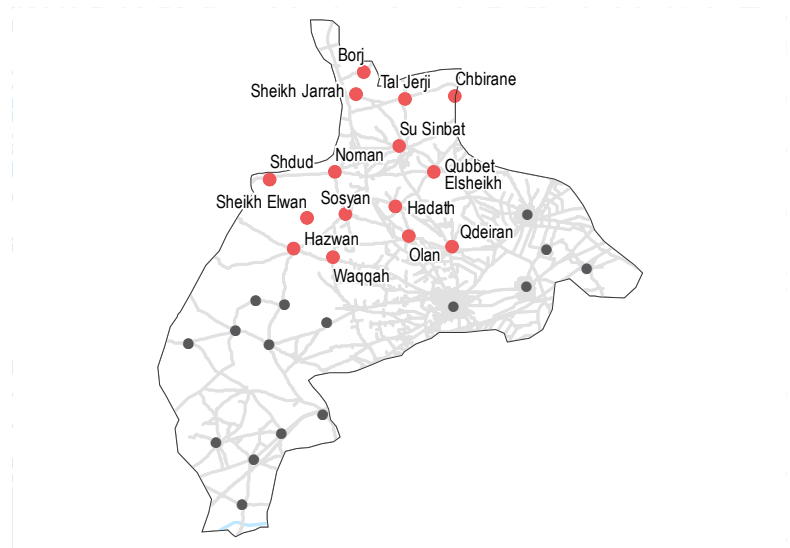 Borj
Tal Jerji
Chbirane
Sheikh Jarrah
Su Sinbat
Noman
Shdud
Qubbet
Elsheikh
Sheikh Elwan
Sosyan
Hadath
Hazwan
Qdeiran
Olan
Waqqah